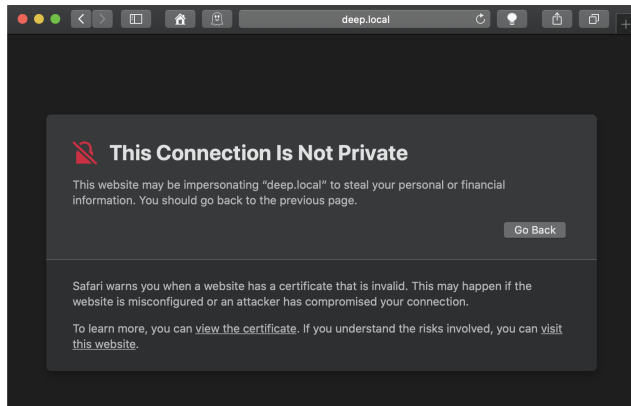 deep.local
This Connection Is Not Private
This website may be impersonating “deep.local” to steal your personal or financial
information. You should go back to the previous page.
Go Back
Safari warns you when a website has a certificate that is invalid. This may happen if the
website is misconfigured or an attacker has compromised your connection.
To learn more, you can view the certificate. If you understand the risks involved, you can visit
this website.